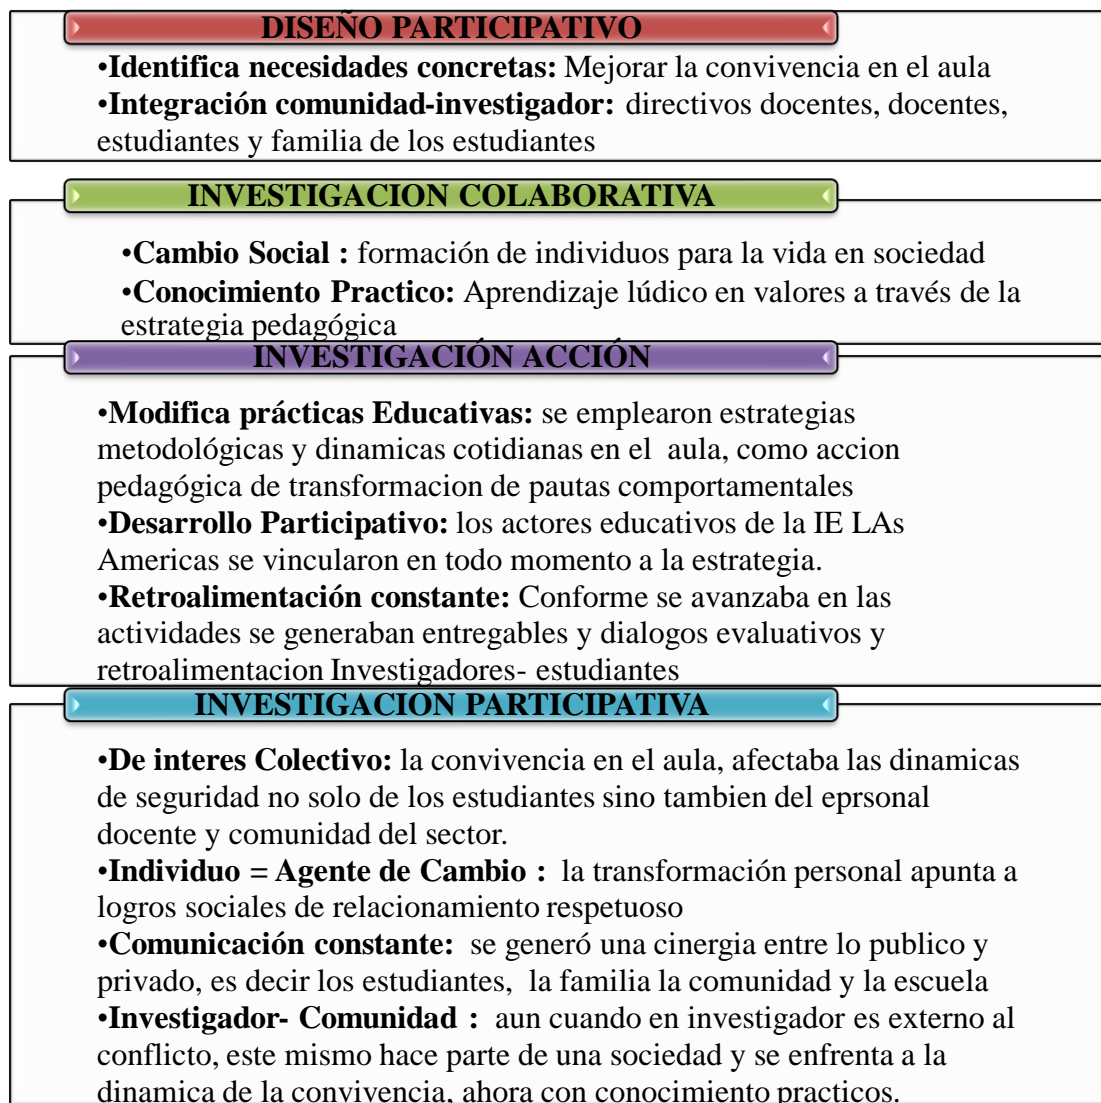 DISEÑO PARTICIPATIVO
•Identifica necesidades concretas: Mejorar la convivencia en el aula
•Integración comunidad-investigador: directivos docentes, docentes,
estudiantes y familia de los estudiantes
INVESTIGACION COLABORATIVA
•Cambio Social : formación de individuos para la vida en sociedad
•Conocimiento Practico: Aprendizaje lúdico en valores a través de la
estrategia pedagógica
INVESTIGACIÓN ACCIÓN
•Modifica prácticas Educativas: se emplearon estrategias
metodológicas y dinamicas cotidianas en el aula, como accion
pedagógica de transformacion de pautas comportamentales
•Desarrollo Participativo: los actores educativos de la IE LAs
Americas se vincularon en todo momento a la estrategia.
•Retroalimentación constante: Conforme se avanzaba en las
actividades se generaban entregables y dialogos evaluativos y
retroalimentacion Investigadores- estudiantes
INVESTIGACION PARTICIPATIVA
•De interes Colectivo: la convivencia en el aula, afectaba las dinamicas
de seguridad no solo de los estudiantes sino tambien del eprsonal
docente y comunidad del sector.
•Individuo = Agente de Cambio : la transformación personal apunta a
logros sociales de relacionamiento respetuoso
•Comunicación constante: se generó una cinergia entre lo publico y
privado, es decir los estudiantes, la familia la comunidad y la escuela
•Investigador- Comunidad : aun cuando en investigador es externo al
conflicto, este mismo hace parte de una sociedad y se enfrenta a la
dinamica de la convivencia, ahora con conocimiento practicos.